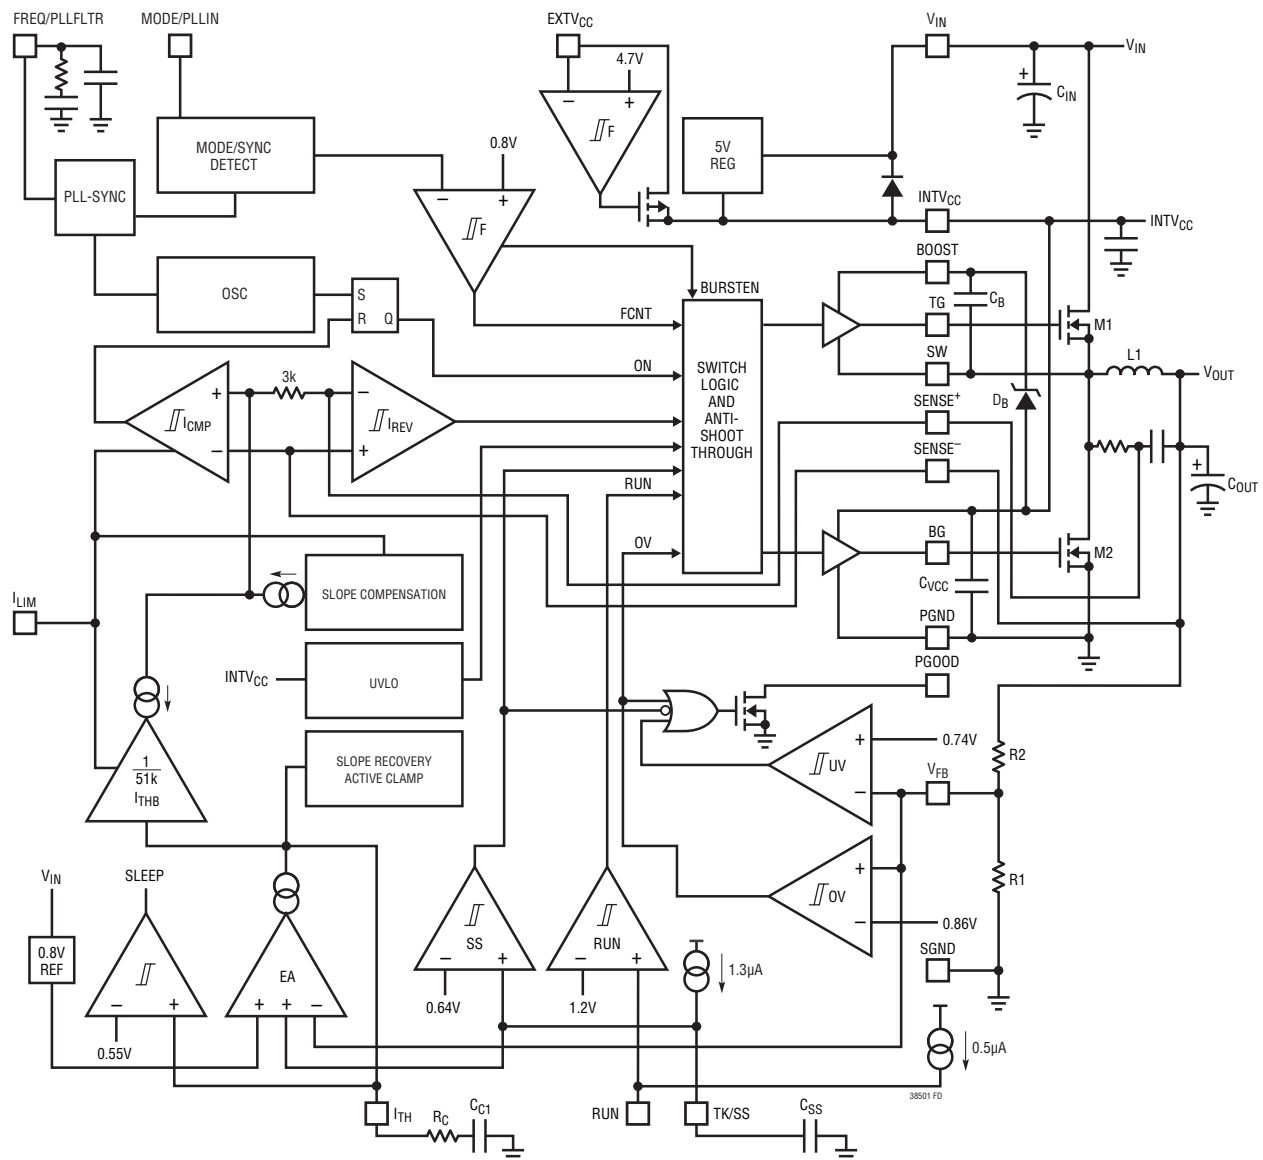 FREQ/PLLFLTR
MODE/PLLIN
EXTVCC
VIN
4.7V
VIN
+
CIN
−
+
F
MODE/SYNC
DETECT
0.8V
5V
REG
PLL-SYNC
−
+
F
INTVCC
INTVCC
BOOST
OSC
S
R
Q
BURSTEN
CB
FCNT
TG
M1
ON
SWITCH
LOGIC
AND
ANTI-
SHOOT
THROUGH
SW
L1
VOUT
3k
+
−
ICMP
−
+
IREV
SENSE+
DB
SENSE−
RUN
+
COUT
OV
BG
M2
CVCC
SLOPE COMPENSATION
ILIM
PGND
INTVCC
UVLO
PGOOD
SLOPE RECOVERY
ACTIVE CLAMP
1
51k
ITHB
+
−
UV
0.74V
R2
VFB
VIN
SLEEP
+
−
OV
0.86V
R1
0.8V
REF
−
+
EA
+
+
−
SS
−
+
RUN
−
+
1.3µA
SGND
0.55V
0.64V
1.2V
0.5µA
38501 FD
ITH
RC
CC1
RUN
TK/SS
CSS